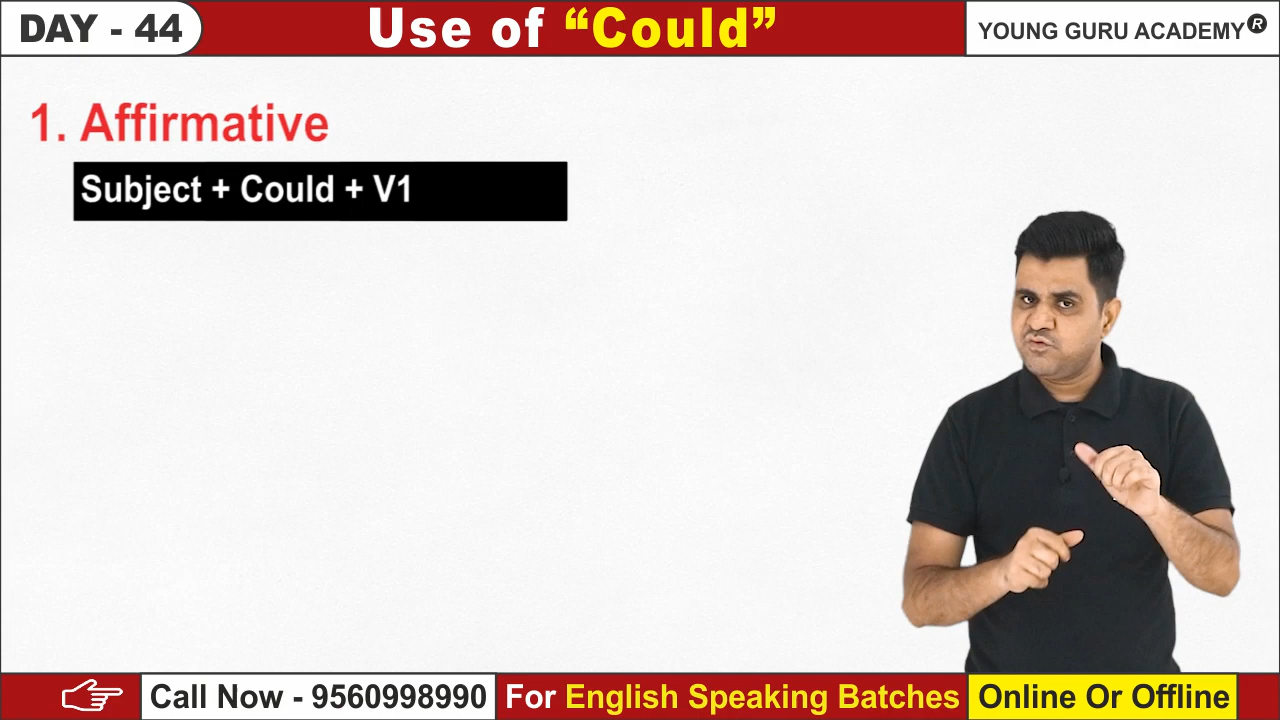 DAY - 44
Use of “Could”
YOUNG GURU ACADEMY®
1. Affirmative
Subject + Could + V1
Call Now - 9560998990
For English Speaking Batches
Online Or Offline